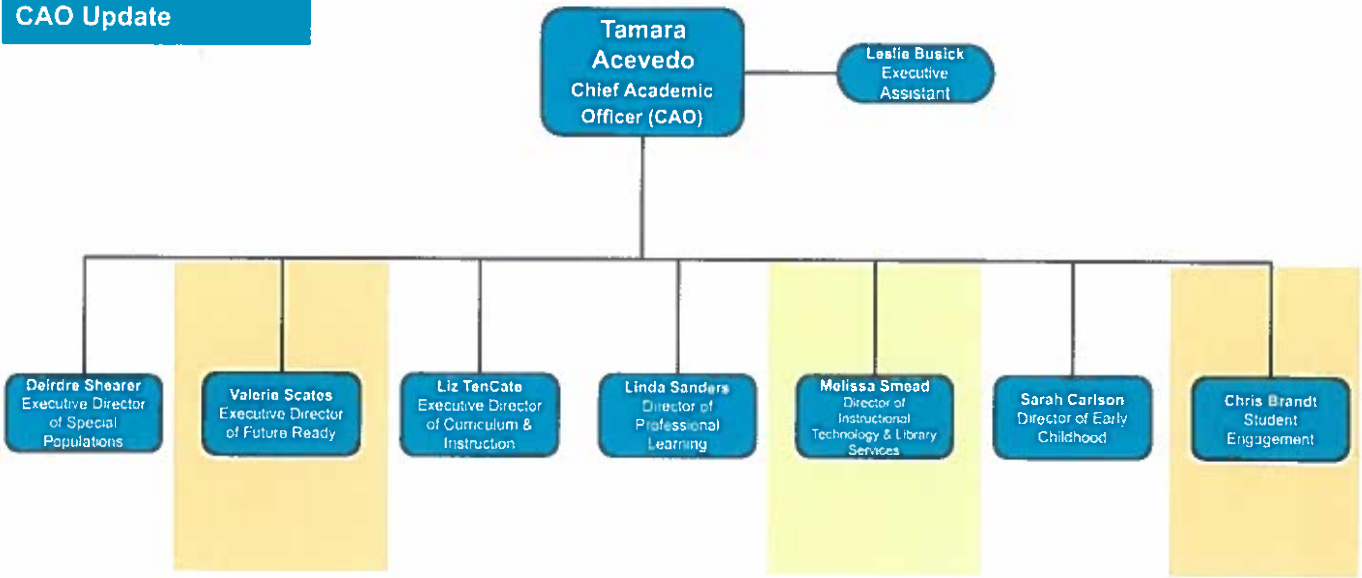 CAO Update
Tamara
Acevedo
Chief Academic
Officer (CAO)
Leslie Busick
Executive
Assistant
Deirdre Shearer
Executive Director
of Special
Populations
Valerie Scates
Executive Director
of Future Ready
Liz TenCate
Executive Director
of Curriculum &
Instruction
Linda Sanders
Director of
Professional
Learning
Melissa Smead
Director of
Instructional
Technology & Library
Services
Sarah Carlson
Director of Early
Childhood
Chris Brandt
Student
Engagement